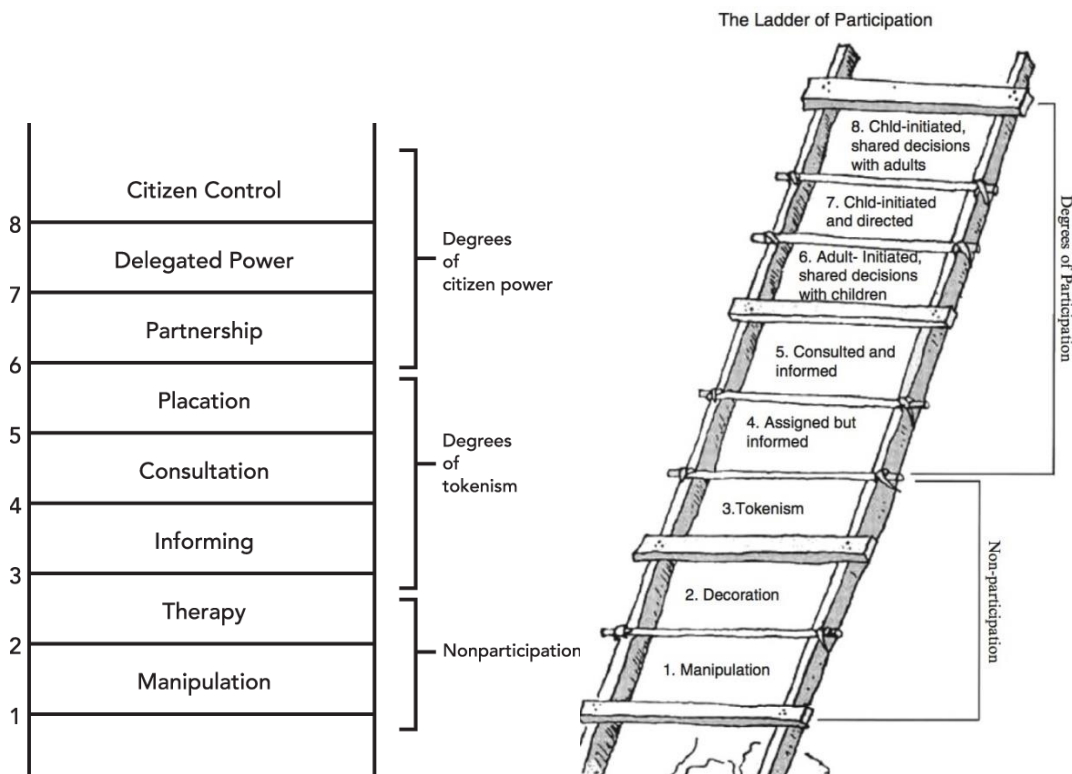 Citizen Control
8
Delegated Power
7
Partnership
6
Placation
5
Consultation
4
Informing
3
Therapy
2
Manipulation
1
Degrees
of
citizen power
Degrees
of
tokenism
Nonparticipation
The Ladder of Participation
8. Chld-initiated,
shared decisions
with adults
7. Chld-initiated
and directed
6. Adult- Initiated,
shared decisions
with children
5. Consulted and
informed
4. Assigned but
informed
3.Tokenism
2. Decoration
1. Manipulation
Degrees of Participation
Non-participation